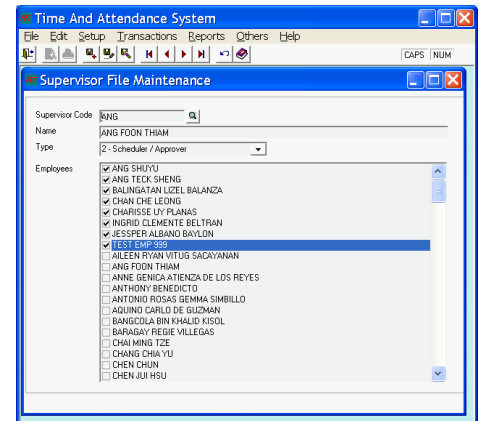 Time And Attendance System
File Edit Setup Transactions Reports Others Help
CAPS NUM
Supervisor File Maintenance
Supervisor Code ANG
Name ANG FOON THIAM
Type 2 - Scheduler / Approver
Employees ANG SHUYU
ANG TECK SHENG
BALINGATAN LIZEL BALANZA
CHAN CHE LEONG
CHARISSE UY PLANAS
INGRID CLEMENTE BELTRAN
JESSPER ALBANO BAYLON
TEST EMP 999
AILEEN RYAN VITUG SACAYANAN
ANG FOON THIAM
ANNE GENICA ATIENZA DE LOS REYES
ANTHONY BENEDICTO
ANTONIO ROSAS GEMMA SIMBILLO
AQUINO CARLO DE GUZMAN
BANGCOLA BIN KHALID KISOL
BARAGAY REGIE VILLEGAS
CHAI MING TZE
CHANG CHIA YU
CHEN CHUN
CHEN JUI HSU